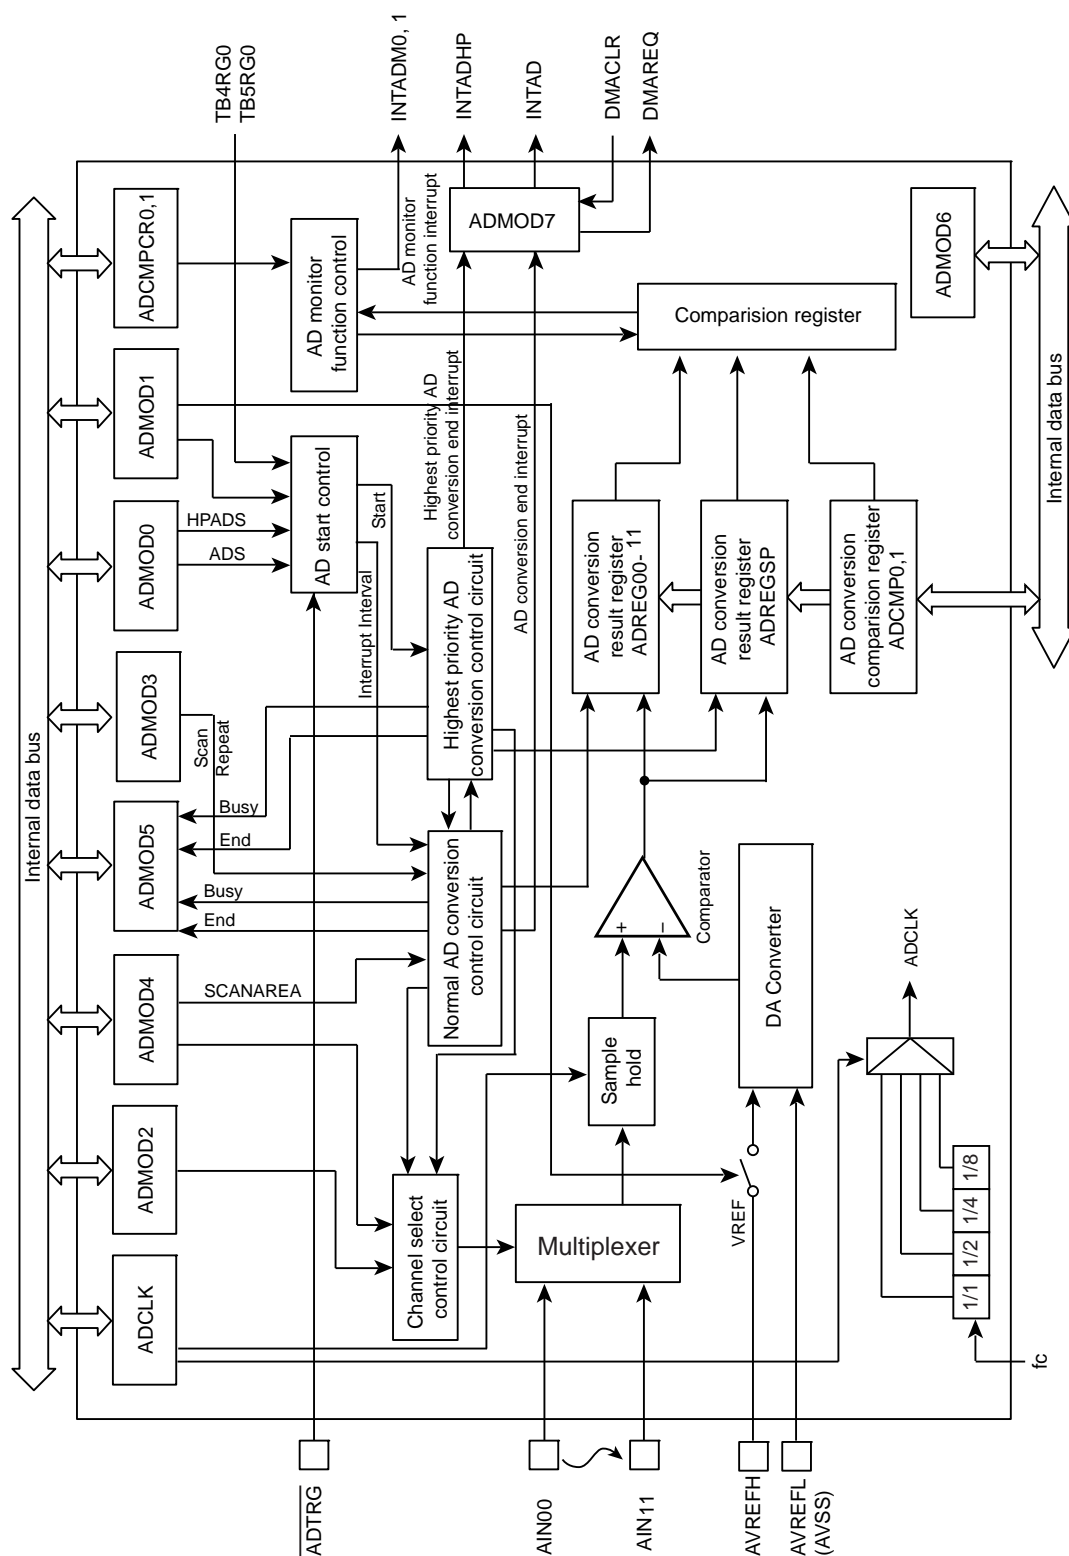 Internal data bus
ADCLK
ADMOD2
ADMOD4
ADMOD5
ADMOD3
ADMOD0
ADMOD1
ADCMPCR0,1
TB4RG0
TB5RG0
SCANAREA
End
Busy
End
Busy
Scan
Repeat
ADS
HPADS
ADTRG
AD start control
AD monitor
function control
INTADM0, 1
AD monitor
function interrupt
Interrupt Interval
Start
Channel select
control circuit
Normal AD conversion
control circuit
Highest priority AD
conversion control circuit
Highest priority AD
conversion end interrupt
AD conversion end interrupt
ADMOD7
INTADHP
INTAD
DMACLR
DMAREQ
AIN00
AIN11
Multiplexer
Sample
hold
+
−
Comparator
AD conversion
result register
ADREG00- 11
AD conversion
result register
ADREGSP
AD conversion
comparision register
ADCMP0,1
Comparision register
AVREFH
AVREFL
(AVSS)
VREF
DA Converter
ADCLK
1/1
1/2
1/4
1/8
fc
ADMOD6
Internal data bus